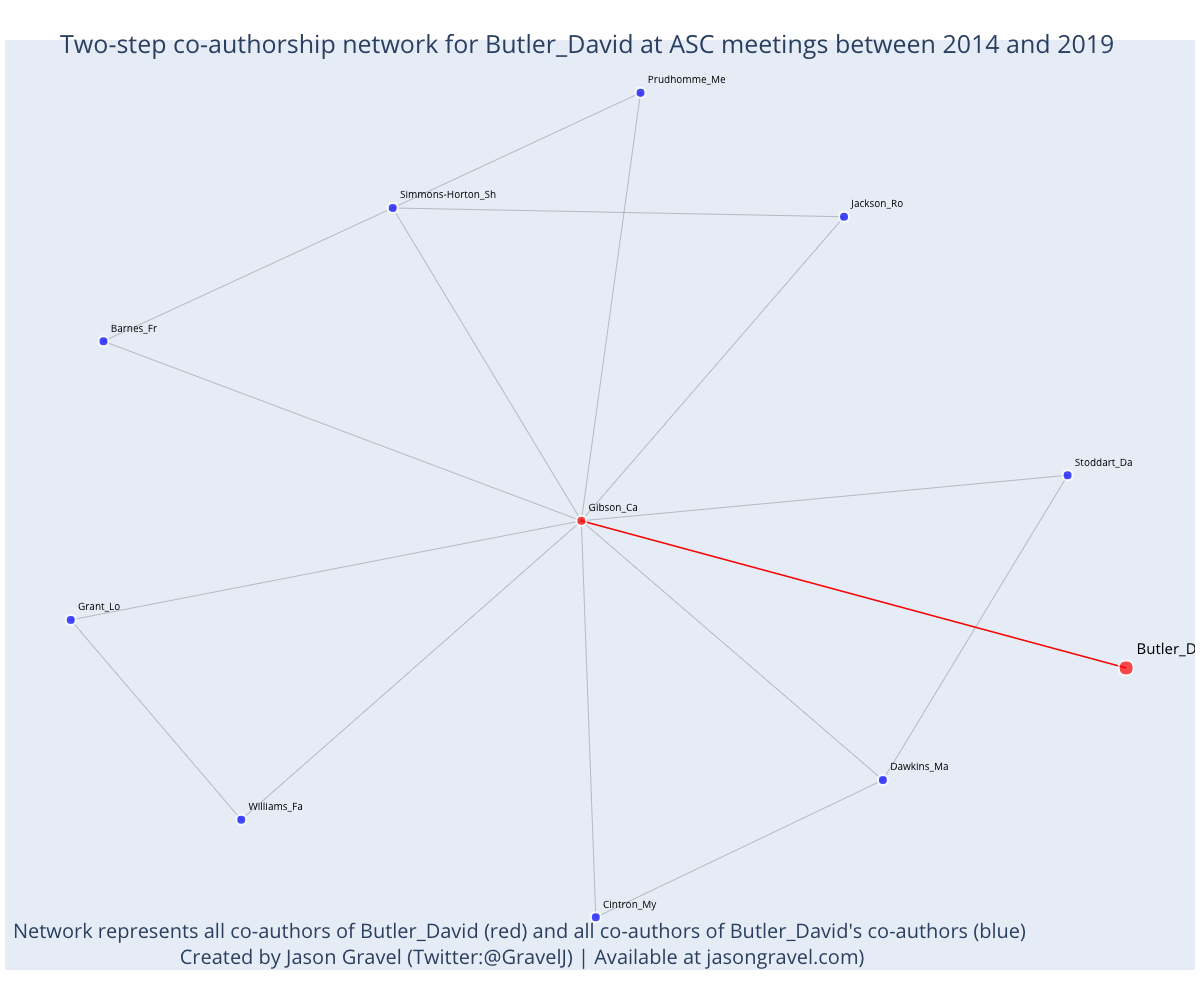 Two-step co-authorship network for Butler_David at ASC meetings between 2014 and 2019
Prudhomme_Me
Simmons-Horton_Sh
Jackson_Ro
Barnes_Fr
Stoddart_Da
Gibson_Ca
Grant_Lo
Butler_D
Dawkins_Ma
Williams_Fa
Cintron_My
Network represents all co-authors of Butler_David (red) and all co-authors of Butler_David's co-authors (blue)
Created by Jason Gravel (Twitter:@GravelJ) | Available at jasongravel.com)